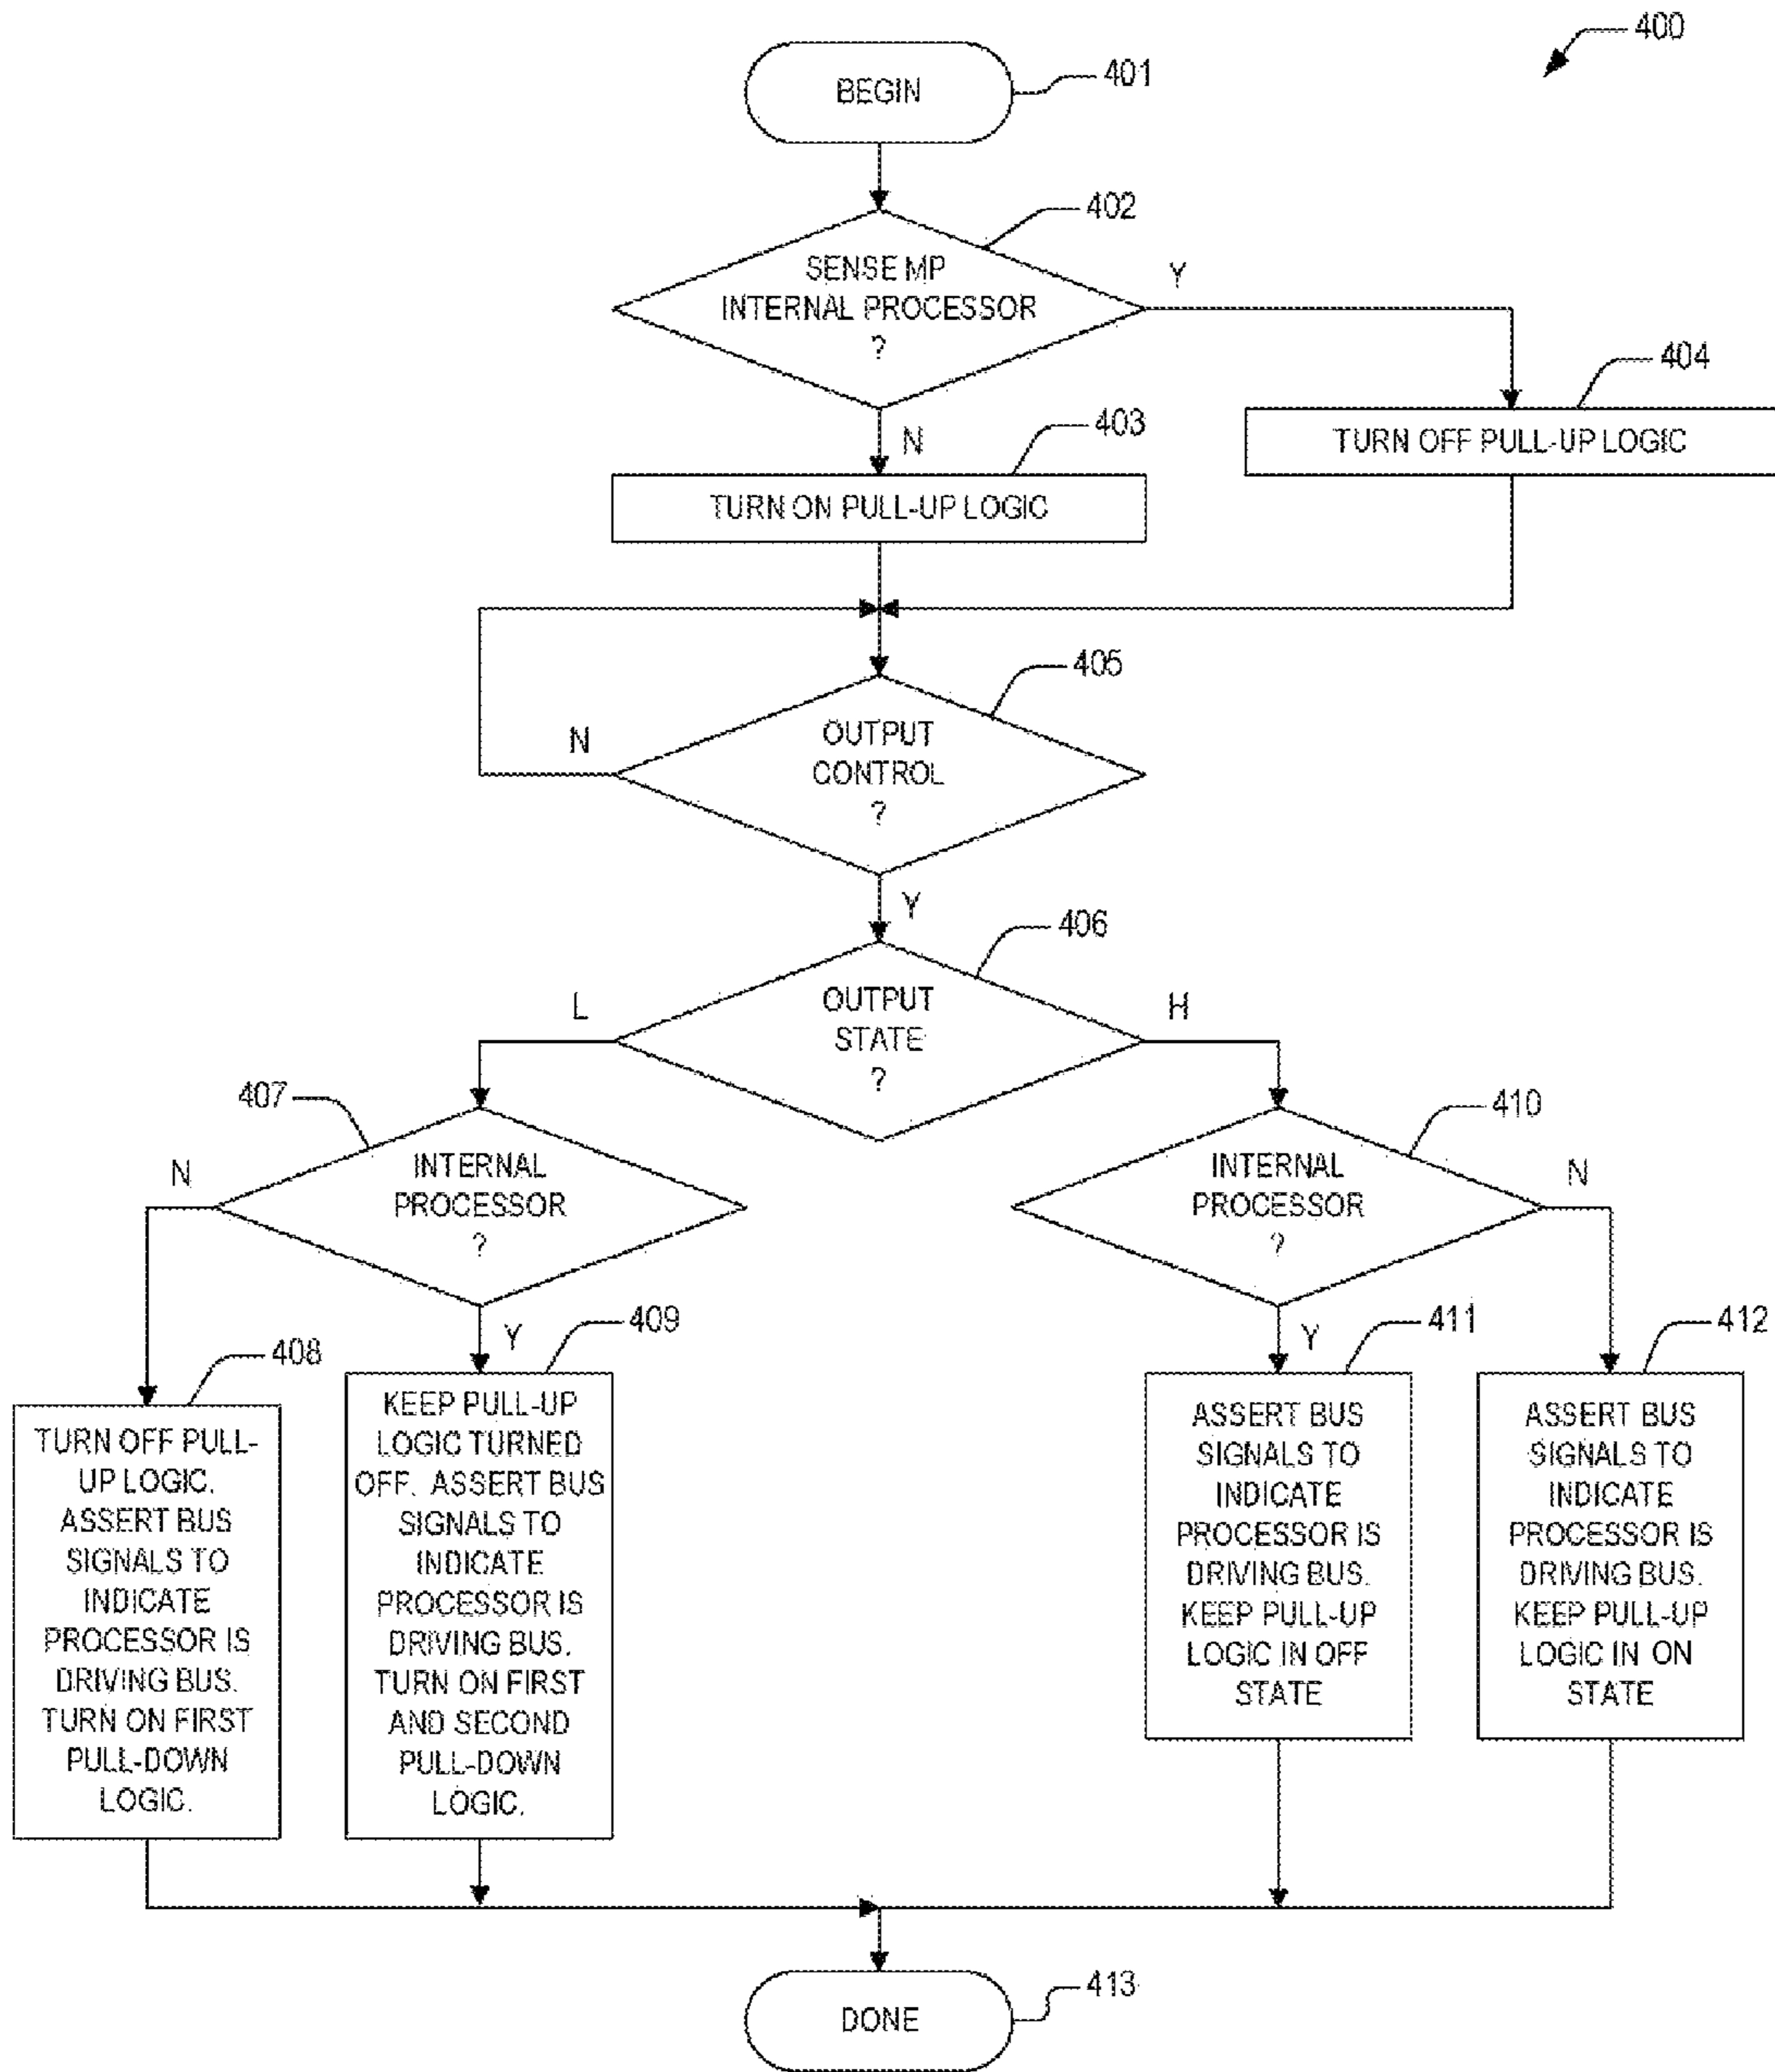 400
BEGIN
401
SENSE MP
INTERNAL PROCESSOR
?
402
Y
404
TURN OFF PULL-UP LOGIC
N
403
TURN ON PULL-UP LOGIC
405
OUTPUT
CONTROL
?
N
Y
406
OUTPUT
STATE
?
L
H
407
INTERNAL
PROCESSOR
?
N
Y
410
INTERNAL
PROCESSOR
?
N
Y
408
TURN OFF PULL-
UP LOGIC.
ASSERT BUS
SIGNALS TO
INDICATE
PROCESSOR IS
DRIVING BUS.
TURN ON FIRST
PULL-DOWN
LOGIC.
409
KEEP PULL-UP
LOGIC TURNED
OFF. ASSERT BUS
SIGNALS TO
INDICATE
PROCESSOR IS
DRIVING BUS.
TURN ON FIRST
AND SECOND
PULL-DOWN
LOGIC.
411
ASSERT BUS
SIGNALS TO
INDICATE
PROCESSOR IS
DRIVING BUS.
KEEP PULL-UP
LOGIC IN OFF
STATE
412
ASSERT BUS
SIGNALS TO
INDICATE
PROCESSOR IS
DRIVING BUS.
KEEP PULL-UP
LOGIC IN ON
STATE
DONE
413